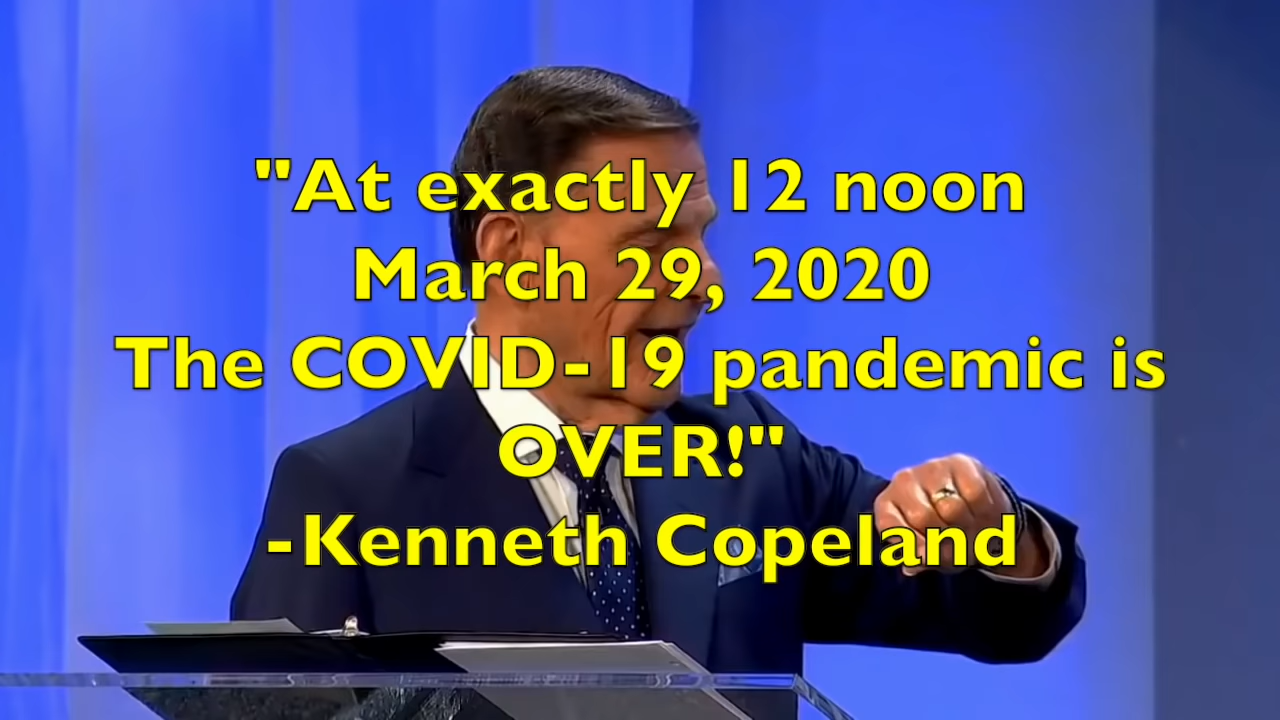 "At exactly 12 noon
March 29, 2020
The COVID-19 pandemic is
OVER!"
-Kenneth Copeland